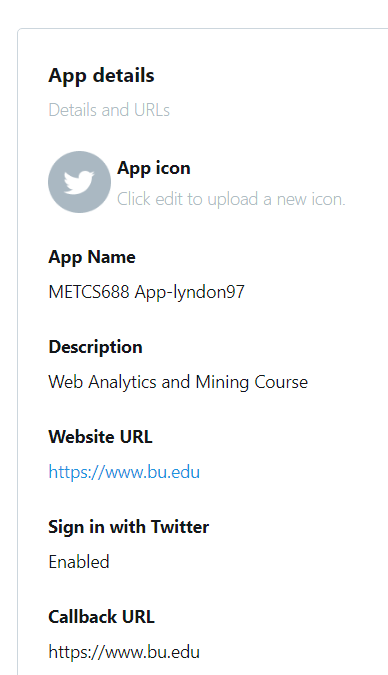 App details
Details and URLs
App icon
Click edit to upload a new icon.
App Name
METCS688 App-lyndon97
Description
Web Analytics and Mining Course
Website URL
https://www.bu.edu
Sign in with Twitter
Enabled
Callback URL
https://www.bu.edu